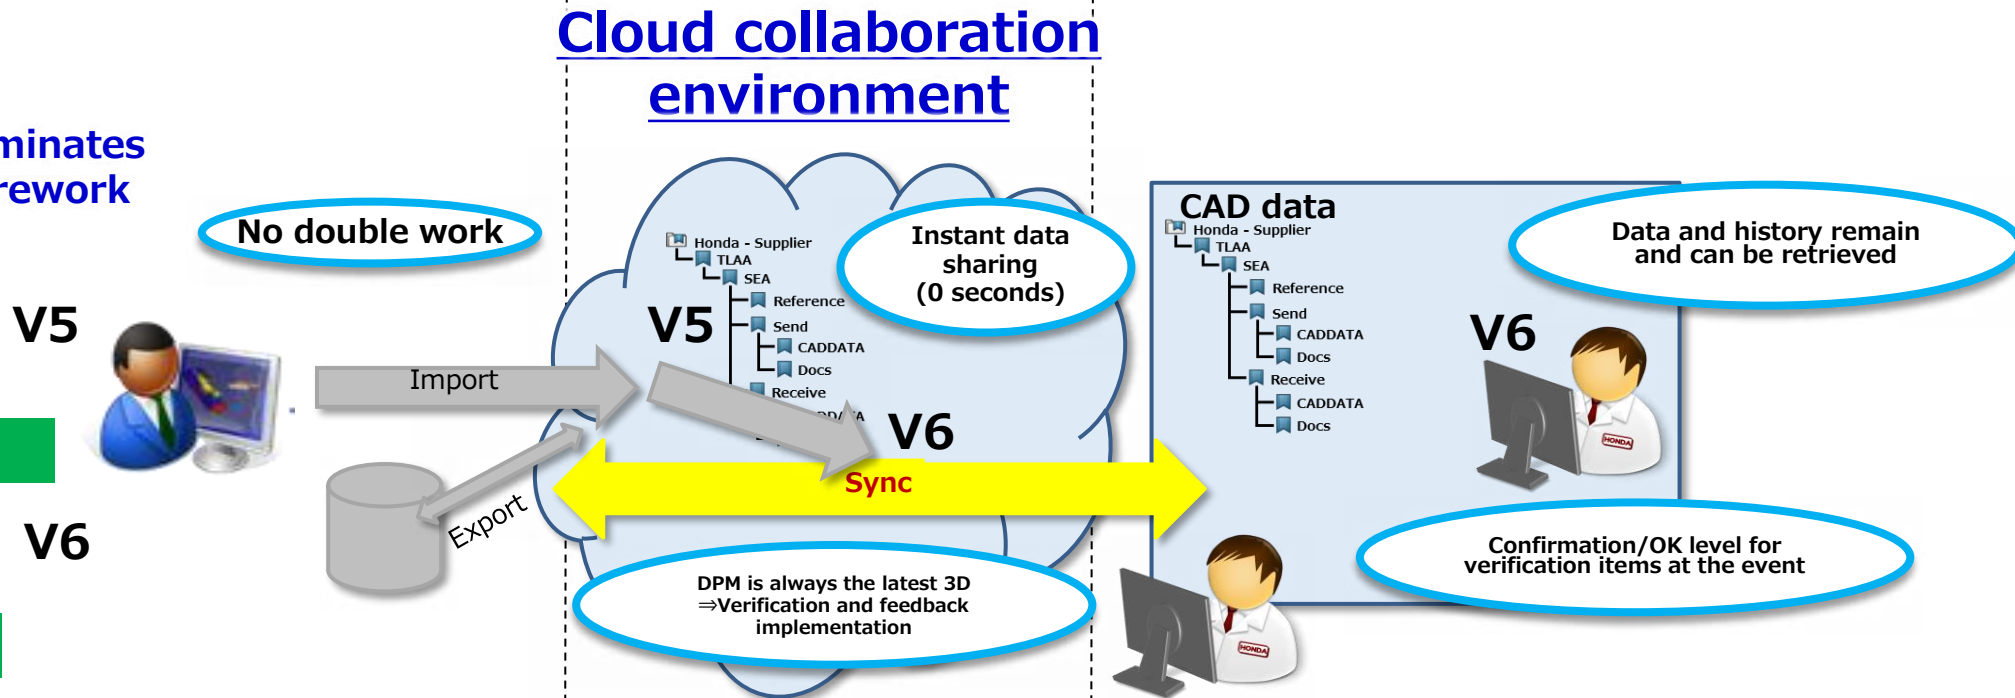 Cloud collaboration
environment
minates
rework
No double work
V5
V6
Import
Export
Honda - Supplier
TLAA
SEA
Reference
Send
CADDATA
Docs
Receive
V5
V6
Instant data
sharing
(0 seconds)
Sync
DPM is always the latest 3D
⇒Verification and feedback
implementation
CAD data
Honda - Supplier
TLAA
SEA
Reference
Send
CADDATA
Docs
Receive
CADDATA
Docs
V6
HONDA
Data and history remain
and can be retrieved
Confirmation/OK level for
verification items at the event
HONDA